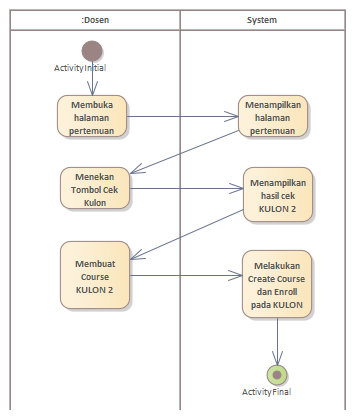 :Dosen
System
ActivityInitial
Membuka
halaman
pertemuan
Menampilkan
halaman
pertemuan
Menekan
Tombol Cek
Kulon
Menampilkan
hasil cek
KULON 2
Membuat
Course
KULON 2
Melakukan
Create Course
dan Enroll
pada KULON
ActivityFinal